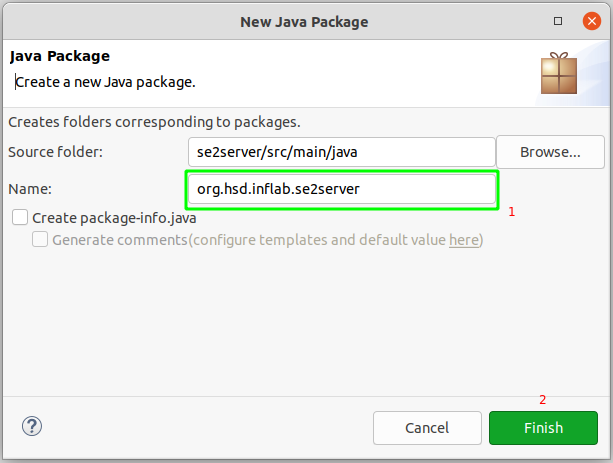 New Java Package
Java Package
Create a new Java package.
Creates folders corresponding to packages.
Source folder: se2server/src/main/java Browse...
Name: org.hsd.inflab.se2server
1
Create package-info.java
Generate comments(configure templates and default value here)
2
? Cancel Finish